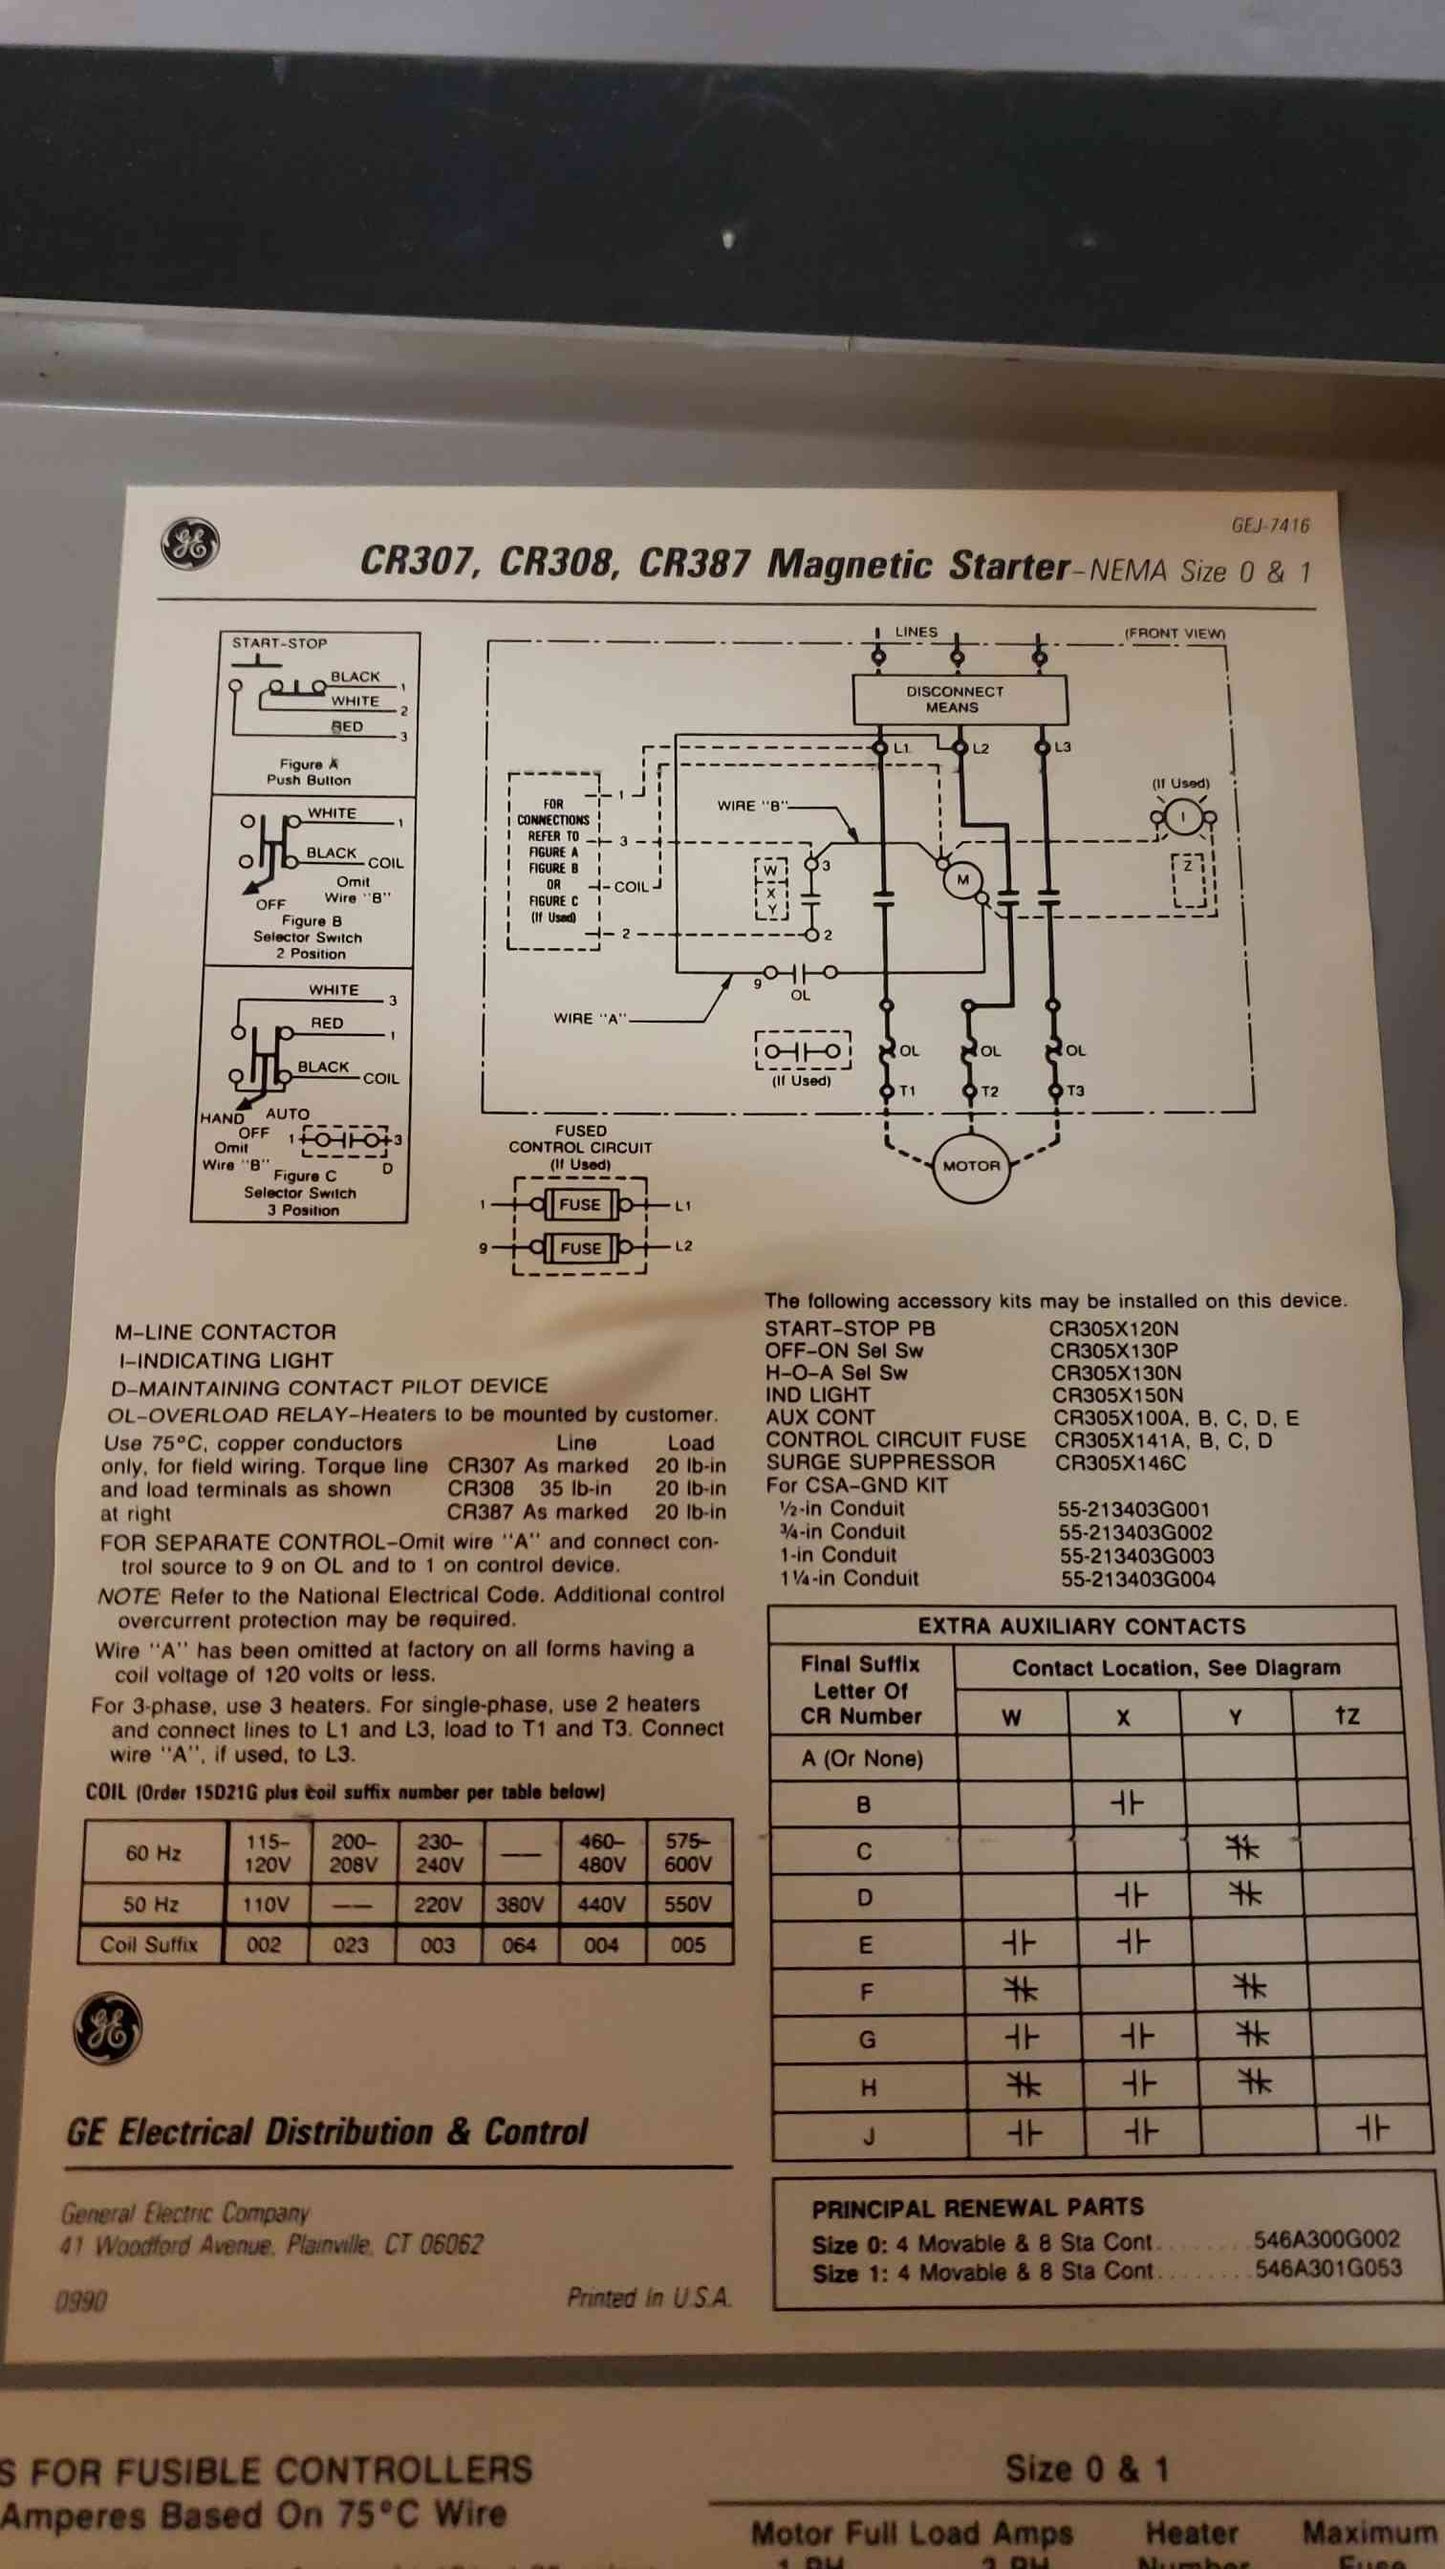 GEJ-7416
GE
CR307, CR308, CR387 Magnetic Starter-NEMA Size 0 & 1
START-STOP
BLACK 1
WHITE 2
RED 3
Figure A
Push Button
WHITE 1
BLACK COIL
Omit
Wire "B"
OFF
Figure B
Selector Switch
2 Position
WHITE 3
RED 1
BLACK COIL
HAND AUTO
OFF 1 3
Omit
Wire "B" D
Figure C
Selector Switch
3 Position
LINES (FRONT VIEW)
DISCONNECT
MEANS
L1 L2 L3
(If Used)
I
Z
FOR
CONNECTIONS
REFER TO
FIGURE A
FIGURE B
OR
FIGURE C
(If Used)
1
3
COIL
2
WIRE "B"
W
X
Y
3
2
M
9
OL
WIRE "A"
(If Used)
OL OL OL
T1 T2 T3
MOTOR
FUSED
CONTROL CIRCUIT
(If Used)
1 FUSE L1
9 FUSE L2
M-LINE CONTACTOR
I-INDICATING LIGHT
D-MAINTAINING CONTACT PILOT DEVICE
OL-OVERLOAD RELAY-Heaters to be mounted by customer.
Use 75°C, copper conductors Line Load
only, for field wiring. Torque line CR307 As marked 20 lb-in
and load terminals as shown CR308 35 lb-in 20 lb-in
at right CR387 As marked 20 lb-in
FOR SEPARATE CONTROL-Omit wire "A" and connect con-
trol source to 9 on OL and to 1 on control device.
NOTE: Refer to the National Electrical Code. Additional control
overcurrent protection may be required.
Wire "A" has been omitted at factory on all forms having a
coil voltage of 120 volts or less.
For 3-phase, use 3 heaters. For single-phase, use 2 heaters
and connect lines to L1 and L3, load to T1 and T3. Connect
wire "A", if used, to L3.
COIL (Order 15D21G plus coil suffix number per table below)
60 Hz 115-120V 200-208V 230-240V —— 460-480V 575-600V
50 Hz 110V —— 220V 380V 440V 550V
Coil Suffix 002 023 003 064 004 005
GE
GE Electrical Distribution & Control
General Electric Company
41 Woodford Avenue, Plainville, CT 06062
0990 Printed in U.S.A.
The following accessory kits may be installed on this device.
START-STOP PB CR305X120N
OFF-ON Sel Sw CR305X130P
H-O-A Sel Sw CR305X130N
IND LIGHT CR305X150N
AUX CONT CR305X100A, B, C, D, E
CONTROL CIRCUIT FUSE CR305X141A, B, C, D
SURGE SUPPRESSOR CR305X146C
For CSA-GND KIT
½-in Conduit 55-213403G001
¾-in Conduit 55-213403G002
1-in Conduit 55-213403G003
1¼-in Conduit 55-213403G004
EXTRA AUXILIARY CONTACTS
Final Suffix
Letter Of
CR Number
Contact Location, See Diagram
W X Y †Z
A (Or None)
B
C
D
E
F
G
H
J
PRINCIPAL RENEWAL PARTS
Size 0: 4 Movable & 8 Sta Cont........546A300G002
Size 1: 4 Movable & 8 Sta Cont........546A301G053
S FOR FUSIBLE CONTROLLERS
Amperes Based On 75°C Wire
Size 0 & 1
Motor Full Load Amps Heater Maximum
1 PH 3 PH Number Fuse